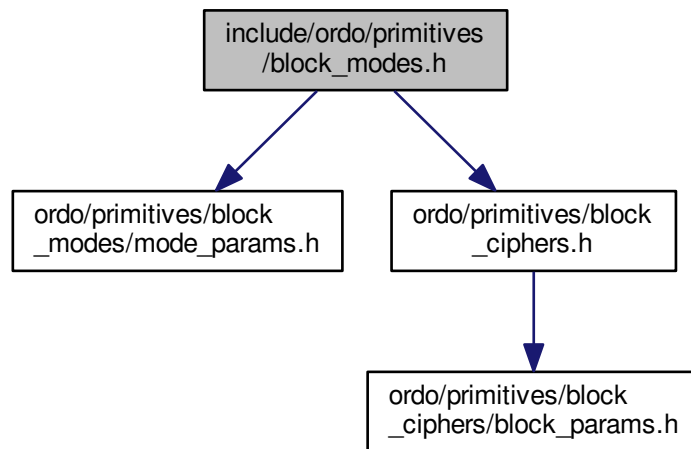 include/ordo/primitives
/block_modes.h
ordo/primitives/block
_modes/mode_params.h
ordo/primitives/block
_ciphers.h
ordo/primitives/block
_ciphers/block_params.h